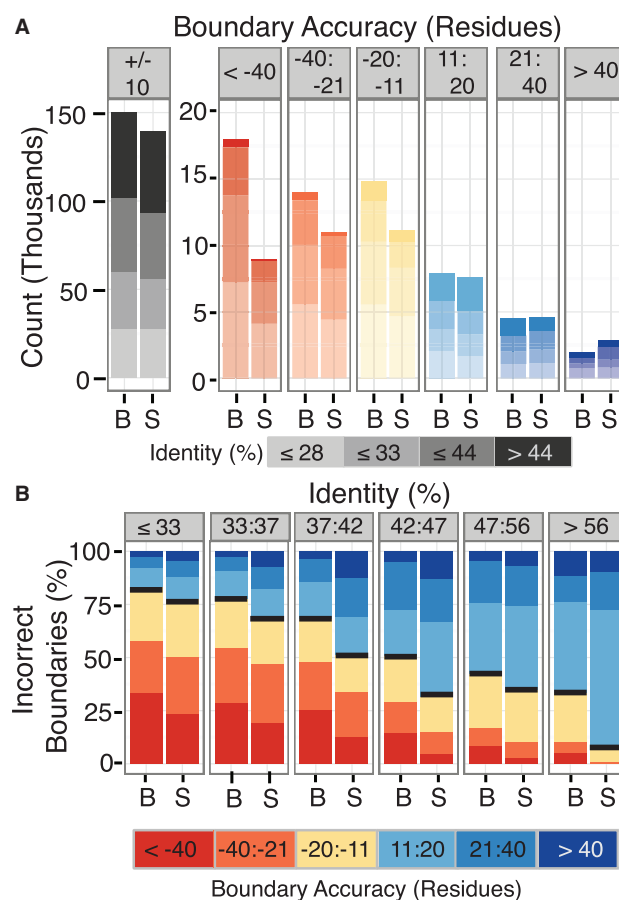 A
Boundary Accuracy (Residues)
+/- 10
< -40
-40: -21
-20: -11
11: 20
21: 40
> 40
Count (Thousands)
150
100
50
0
20
15
10
5
0
B S B S B S B S B S B S B S
Identity (%) ≤ 28 ≤ 33 ≤ 44 > 44
B
Identity (%)
≤ 33 33:37 37:42 42:47 47:56 > 56
Incorrect
Boundaries (%)
100
75
50
25
0
B S B S B S B S B S B S
< -40 -40:-21 -20:-11 11:20 21:40 > 40
Boundary Accuracy (Residues)